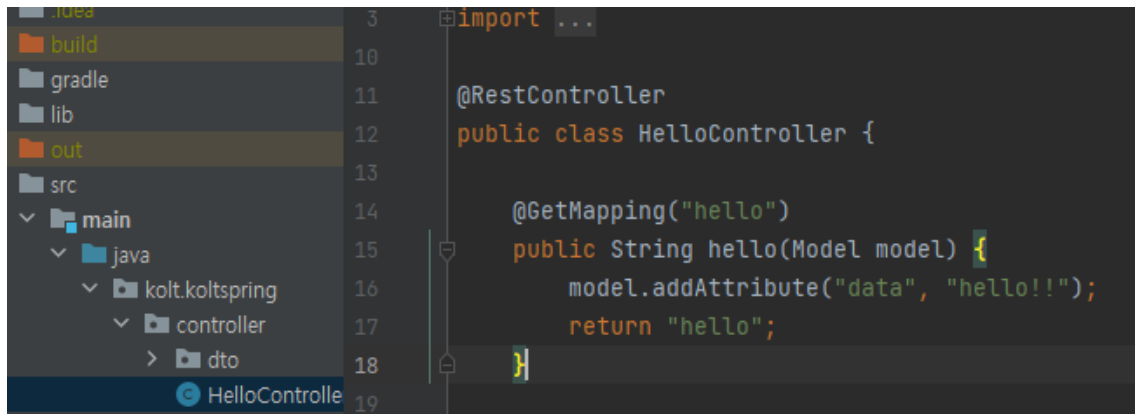 .idea
build
gradle
lib
out
src
main
java
kolt.koltspring
controller
dto
HelloControlle
3 import ...
10
11 @RestController
12 public class HelloController {
13
14 @GetMapping("hello")
15 public String hello(Model model) {
16 model.addAttribute("data", "hello!!");
17 return "hello";
18 }
19